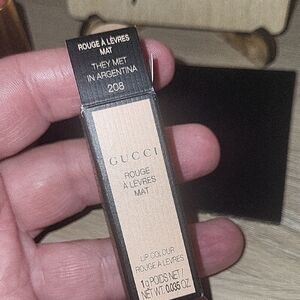 ROUGE À LÈVRES
MAT
THEY MET
IN ARGENTINA
208
GUCCI
ROUGE
À LÈVRES
MAT
LIP COLOUR
ROUGE À LÈVRES
1g POIDS NET/
NET WT. 0.035 OZ.